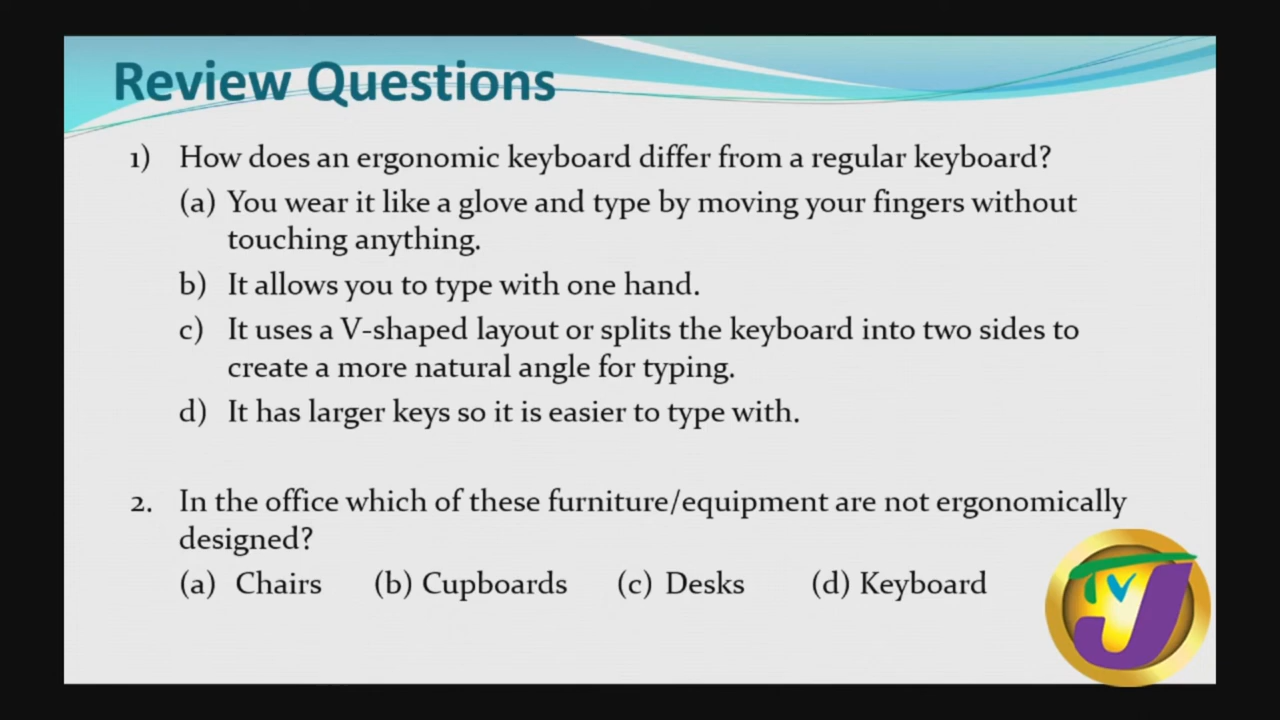 Review Questions
1) How does an ergonomic keyboard differ from a regular keyboard?
(a) You wear it like a glove and type by moving your fingers without
touching anything.
b) It allows you to type with one hand.
c) It uses a V-shaped layout or splits the keyboard into two sides to
create a more natural angle for typing.
d) It has larger keys so it is easier to type with.
2. In the office which of these furniture/equipment are not ergonomically
designed?
(a) Chairs (b) Cupboards (c) Desks (d) Keyboard
TVJ